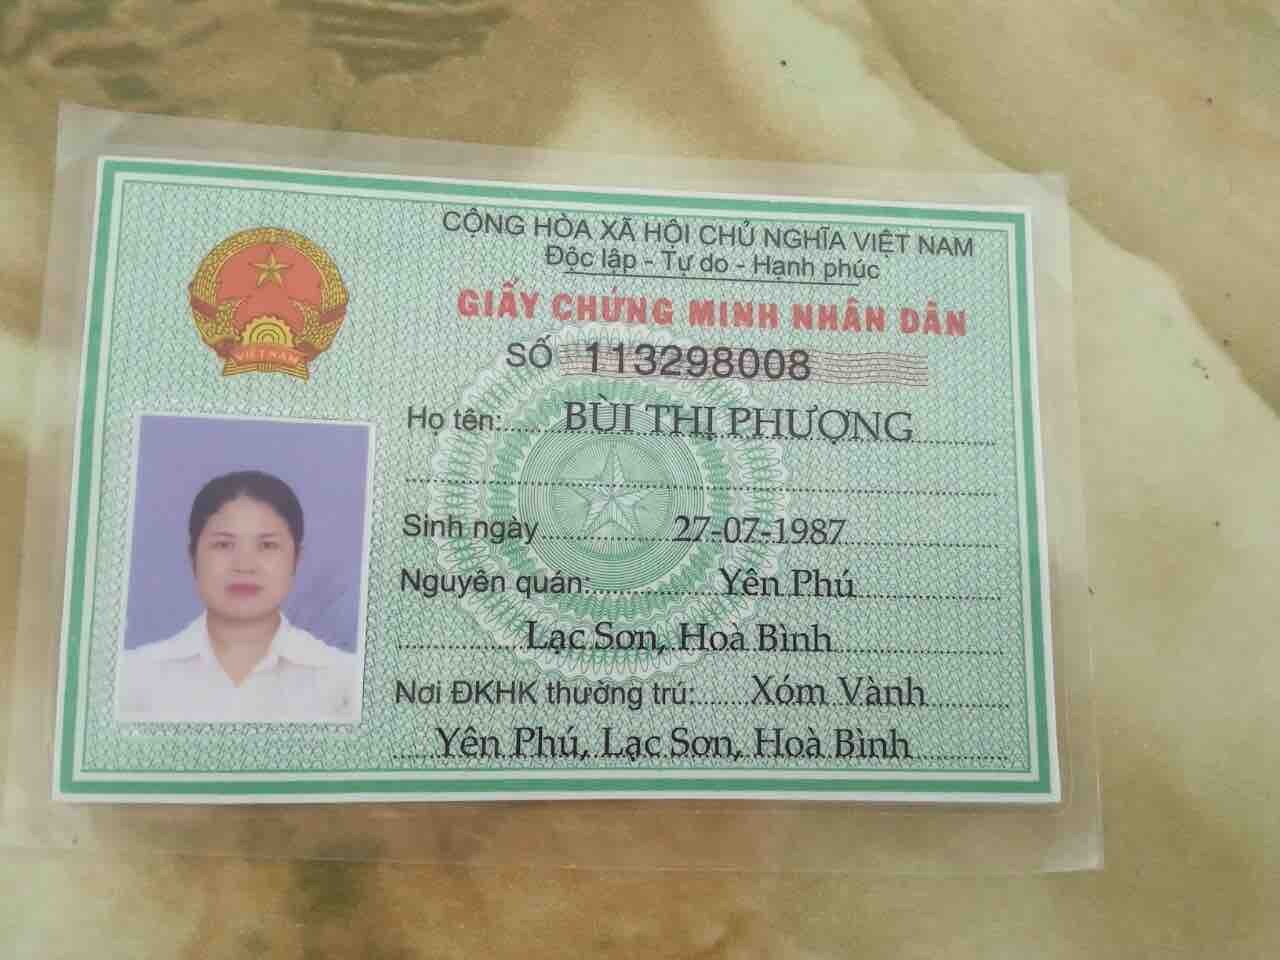 CỘNG HÒA XÃ HỘI CHỦ NGHĨA VIỆT NAM
Độc lập - Tự do - Hạnh phúc
GIẤY CHỨNG MINH NHÂN DÂN
SỐ 113298008
VIỆT NAM
Họ tên: BÙI THỊ PHƯỢNG
Sinh ngày 27-07-1987
Nguyên quán: Yên Phú
Lạc Sơn, Hoà Bình
Nơi ĐKHK thường trú: Xóm Vành
Yên Phú, Lạc Sơn, Hoà Bình